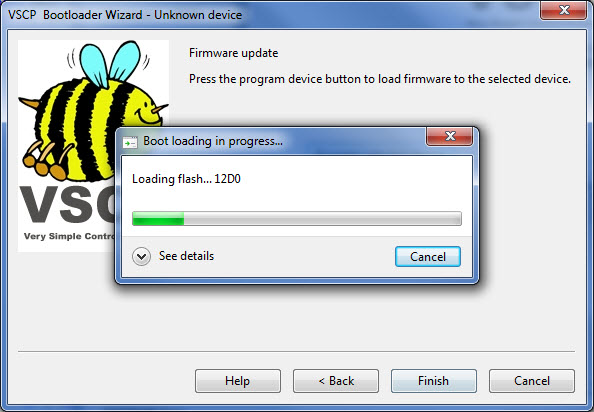 VSCP Bootloader Wizard - Unknown device
Firmware update
Press the program device button to load firmware to the selected device.
Boot loading in progress...
Loading flash... 12D0
See details
Cancel
VSC
Very Simple Contro
Help
< Back
Finish
Cancel